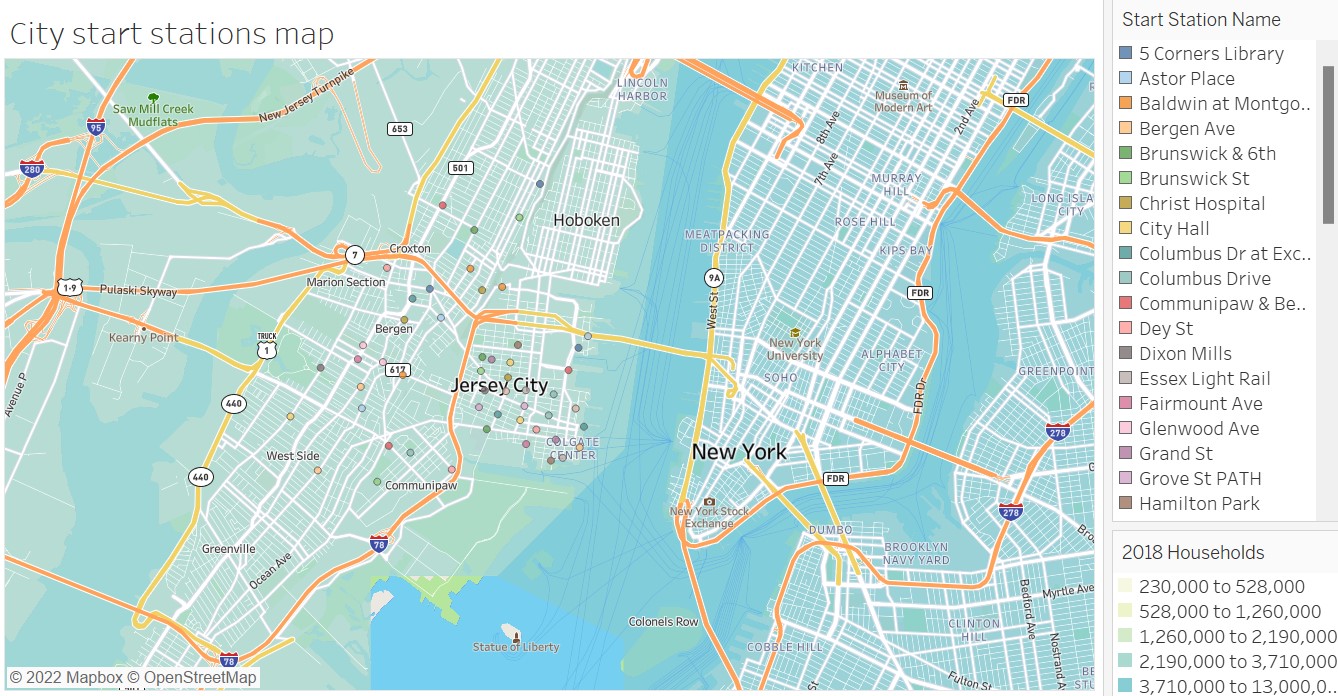 City start stations map
LINCOLN
HARBOR
KITCHEN
Saw Mill Creek
Mudflats
New Jersey Turnpike
Museum of
Modern Art
FDR
95
653
8th Ave
2nd Ave
280
501
7th Ave
MURRAY
HILL
LONG ISLA
CITY
Hoboken
ROSE HILL
MEATPACKING
DISTRICT
KIPS BAY
7
Croxton
Marion Section
9A
1-9
Pulaski Skyway
FDR
West St
Bergen
Kearny Point
TRUCK
1
New York
University
ALPHABET
CITY
617
SOHO
GREENPOINT
Jersey City
Avenue P
440
FDR Dr
278
West Side
COLGATE
CENTER
New York
440
Communipaw
FDR
New York Stock
Exchange
278
DUMBO
Greenville
78
BROOKLYN
NAVY YARD
Ocean Ave
Bedford Ave
Myrtle Ave
Colonels Row
CLINTON
HILL
Nostrand A
Statue of Liberty
COBBLE HILL
78
Fulton St
© 2022 Mapbox © OpenStreetMap
Start Station Name
5 Corners Library
Astor Place
Baldwin at Montgo..
Bergen Ave
Brunswick & 6th
Brunswick St
Christ Hospital
City Hall
Columbus Dr at Exc..
Columbus Drive
Communipaw & Be..
Dey St
Dixon Mills
Essex Light Rail
Fairmount Ave
Glenwood Ave
Grand St
Grove St PATH
Hamilton Park
2018 Households
230,000 to 528,000
528,000 to 1,260,000
1,260,000 to 2,190,000
2,190,000 to 3,710,000
3,710,000 to 13,000,0..